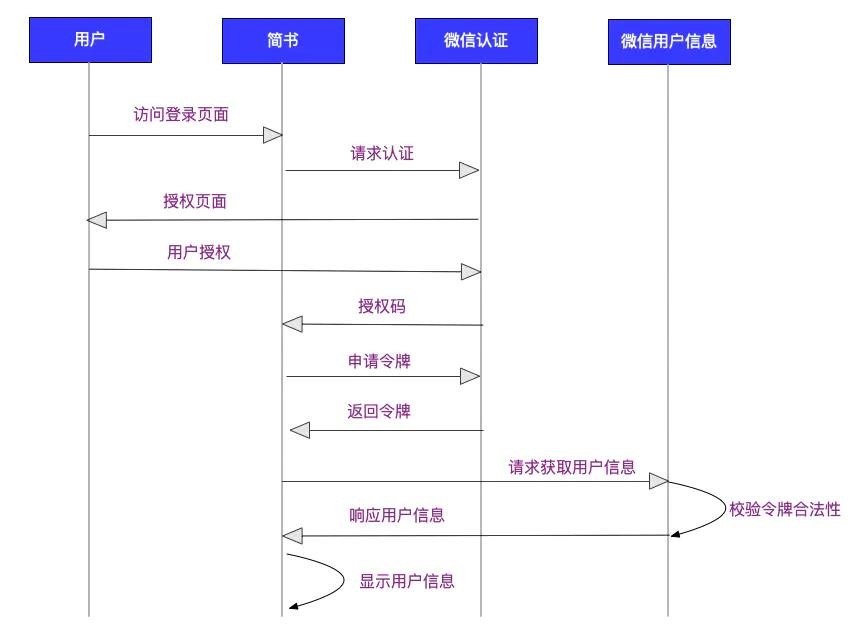 用户
简书
微信认证
微信用户信息
访问登录页面
请求认证
授权页面
用户授权
授权码
申请令牌
返回令牌
请求获取用户信息
校验令牌合法性
响应用户信息
显示用户信息